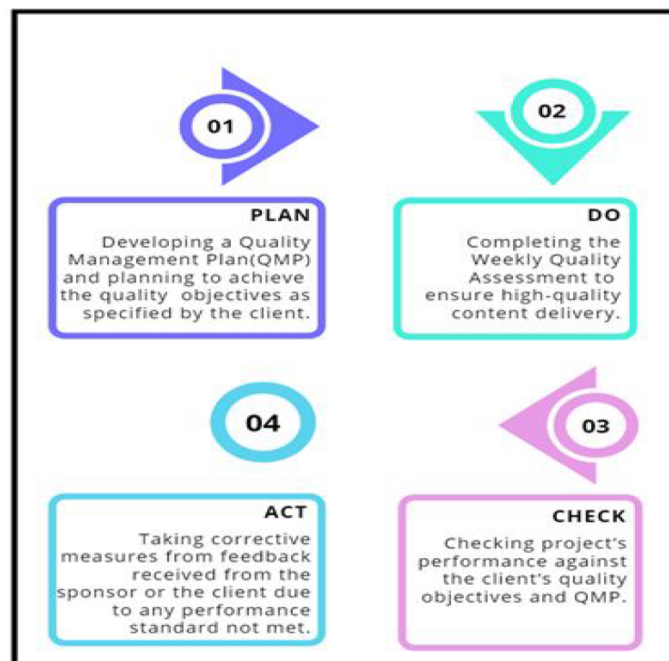 01
PLAN
Developing a Quality
Management Plan(QMP)
and planning to achieve
the quality objectives as
specified by the client.
02
DO
Completing the
Weekly Quality
Assessment to
ensure high-quality
content delivery.
03
CHECK
Checking project's
performance against
the client's quality
objectives and QMP.
04
ACT
Taking corrective
measures from feedback
received from the
sponsor or the client due
to any performance
standard not met.